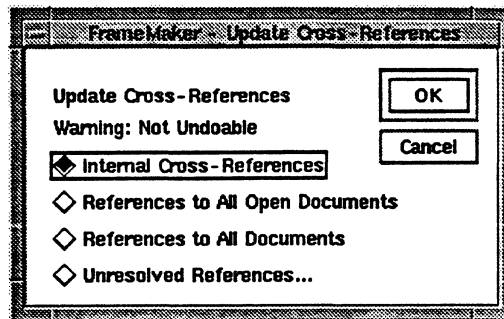 FrameMaker - Update Cross-References
Update Cross-References
OK
Warning: Not Undoable
Cancel
Internal Cross-References
References to All Open Documents
References to All Documents
Unresolved References...